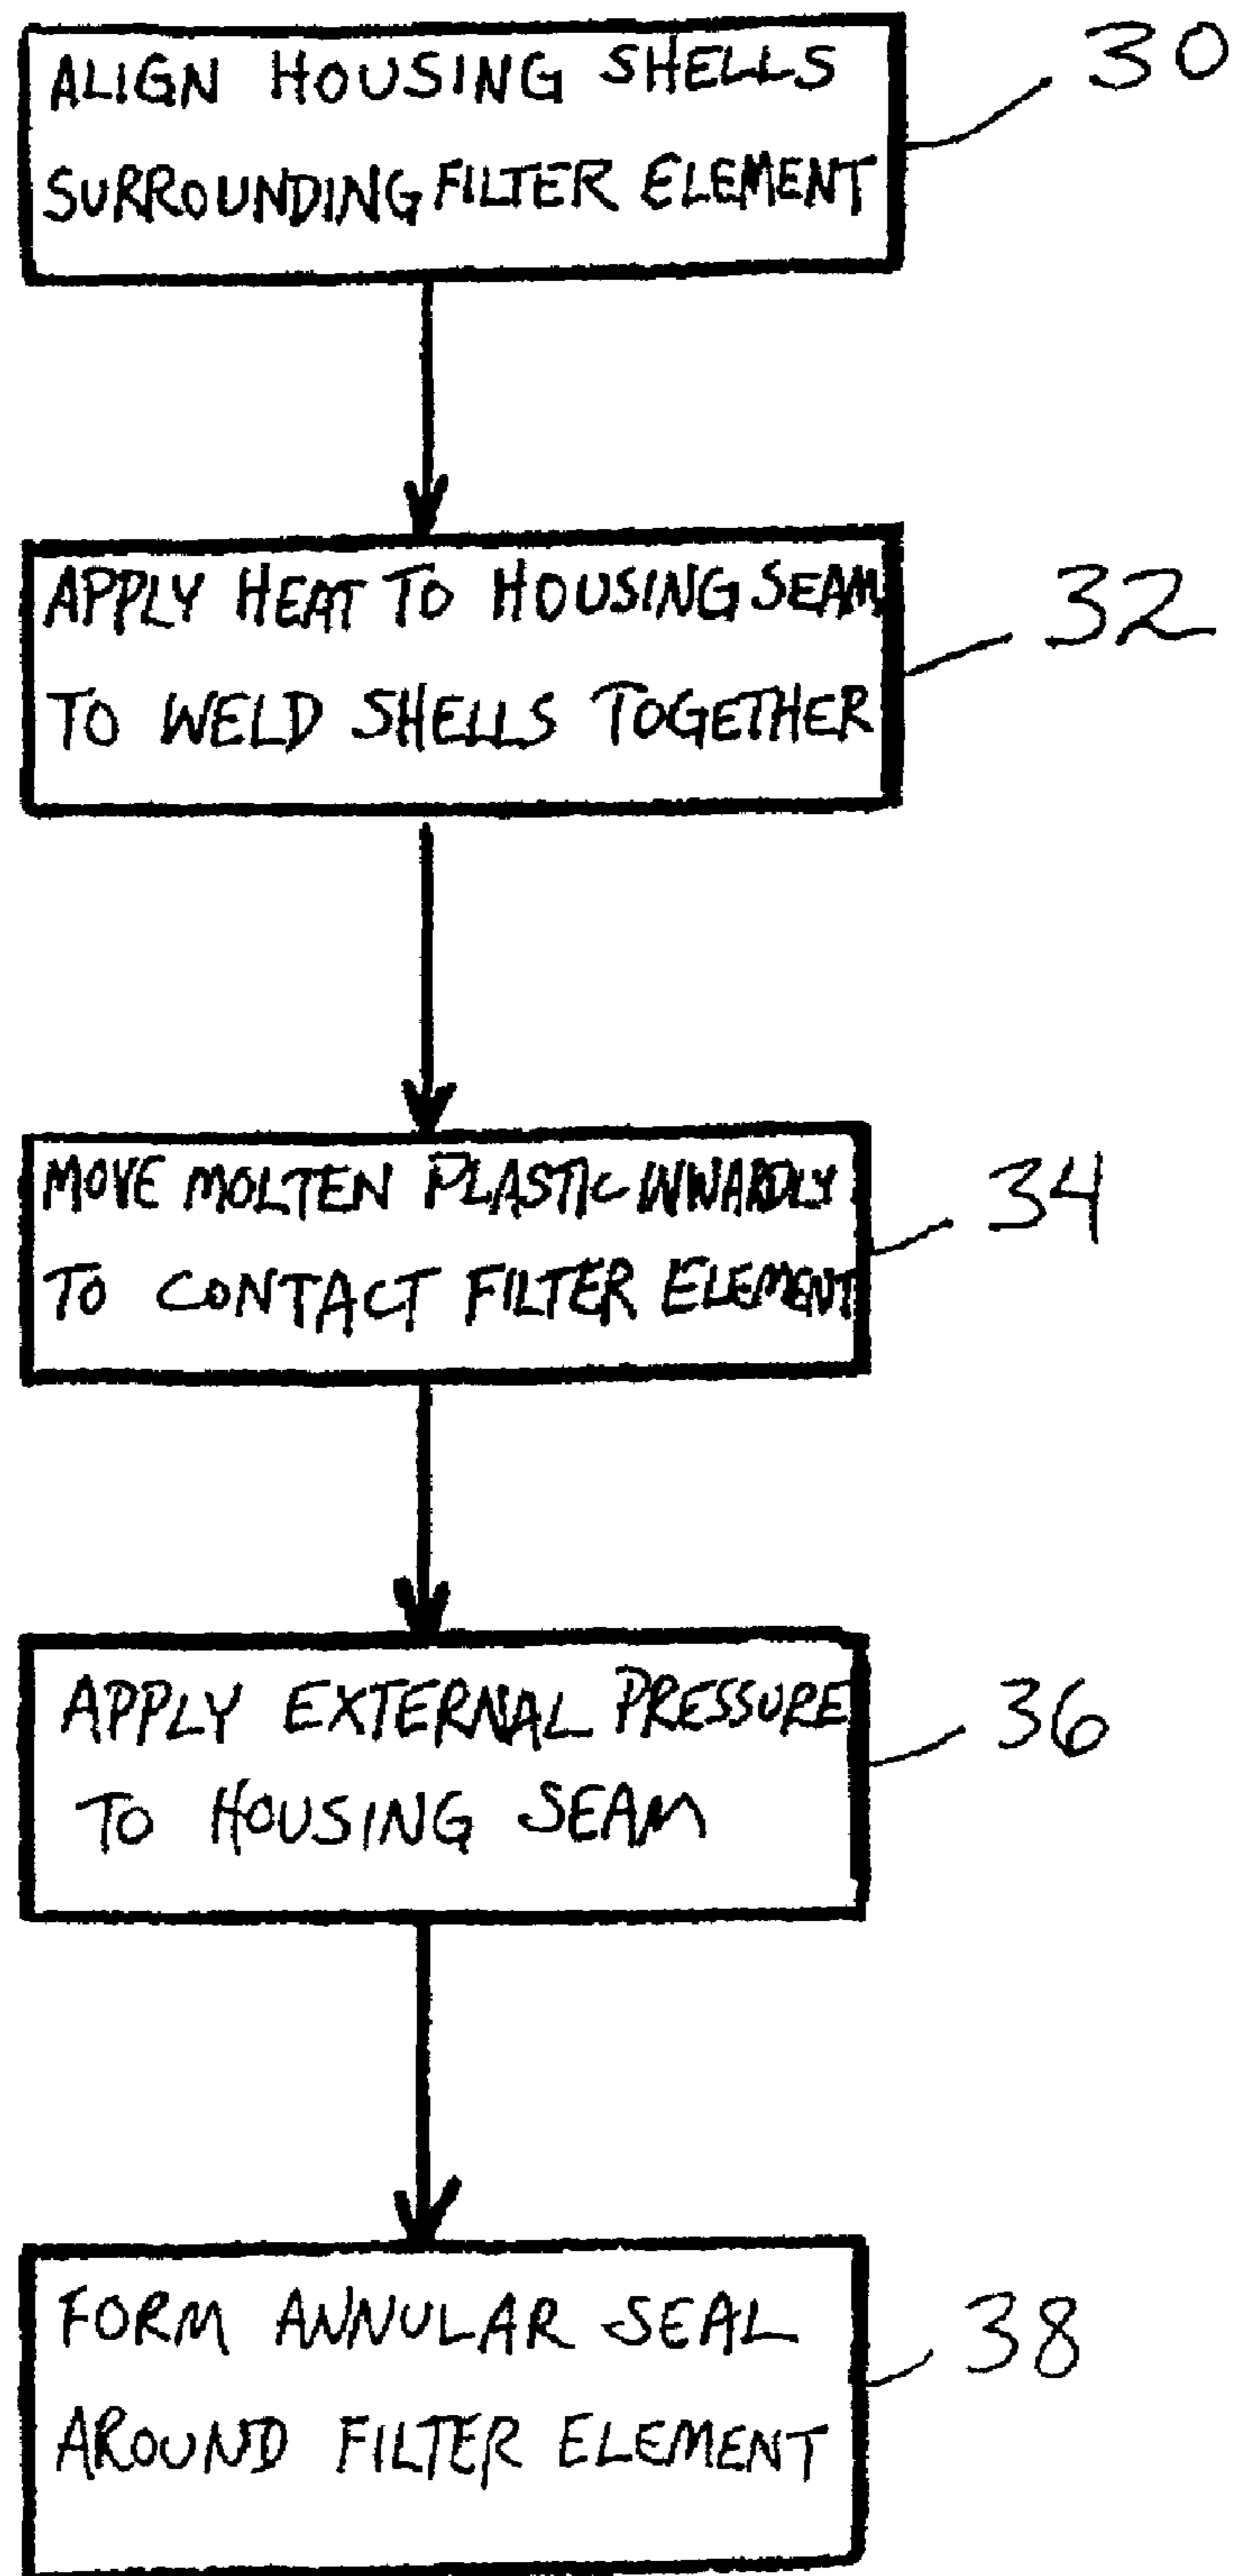 ALIGN HOUSING SHELLS
SURROUNDING FILTER ELEMENT
30
APPLY HEAT TO HOUSING SEAM
TO WELD SHELLS TOGETHER
32
MOVE MOLTEN PLASTIC INWARDLY
TO CONTACT FILTER ELEMENT
34
APPLY EXTERNAL PRESSURE
TO HOUSING SEAM
36
FORM ANNULAR SEAL
AROUND FILTER ELEMENT
38